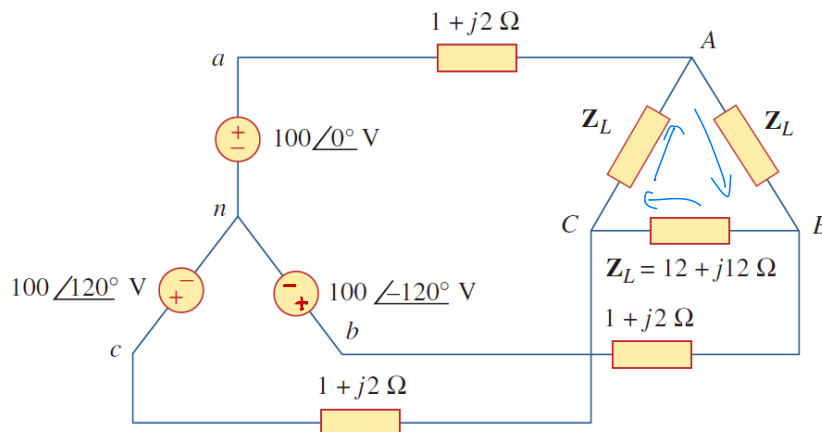 1 + j2 Ω
a
A
+
−
100 ∠0° V
Z_L
Z_L
n
C
B
100 ∠120° V
−
+
−
+
100 ∠−120° V
Z_L = 12 + j12 Ω
b
1 + j2 Ω
c
1 + j2 Ω